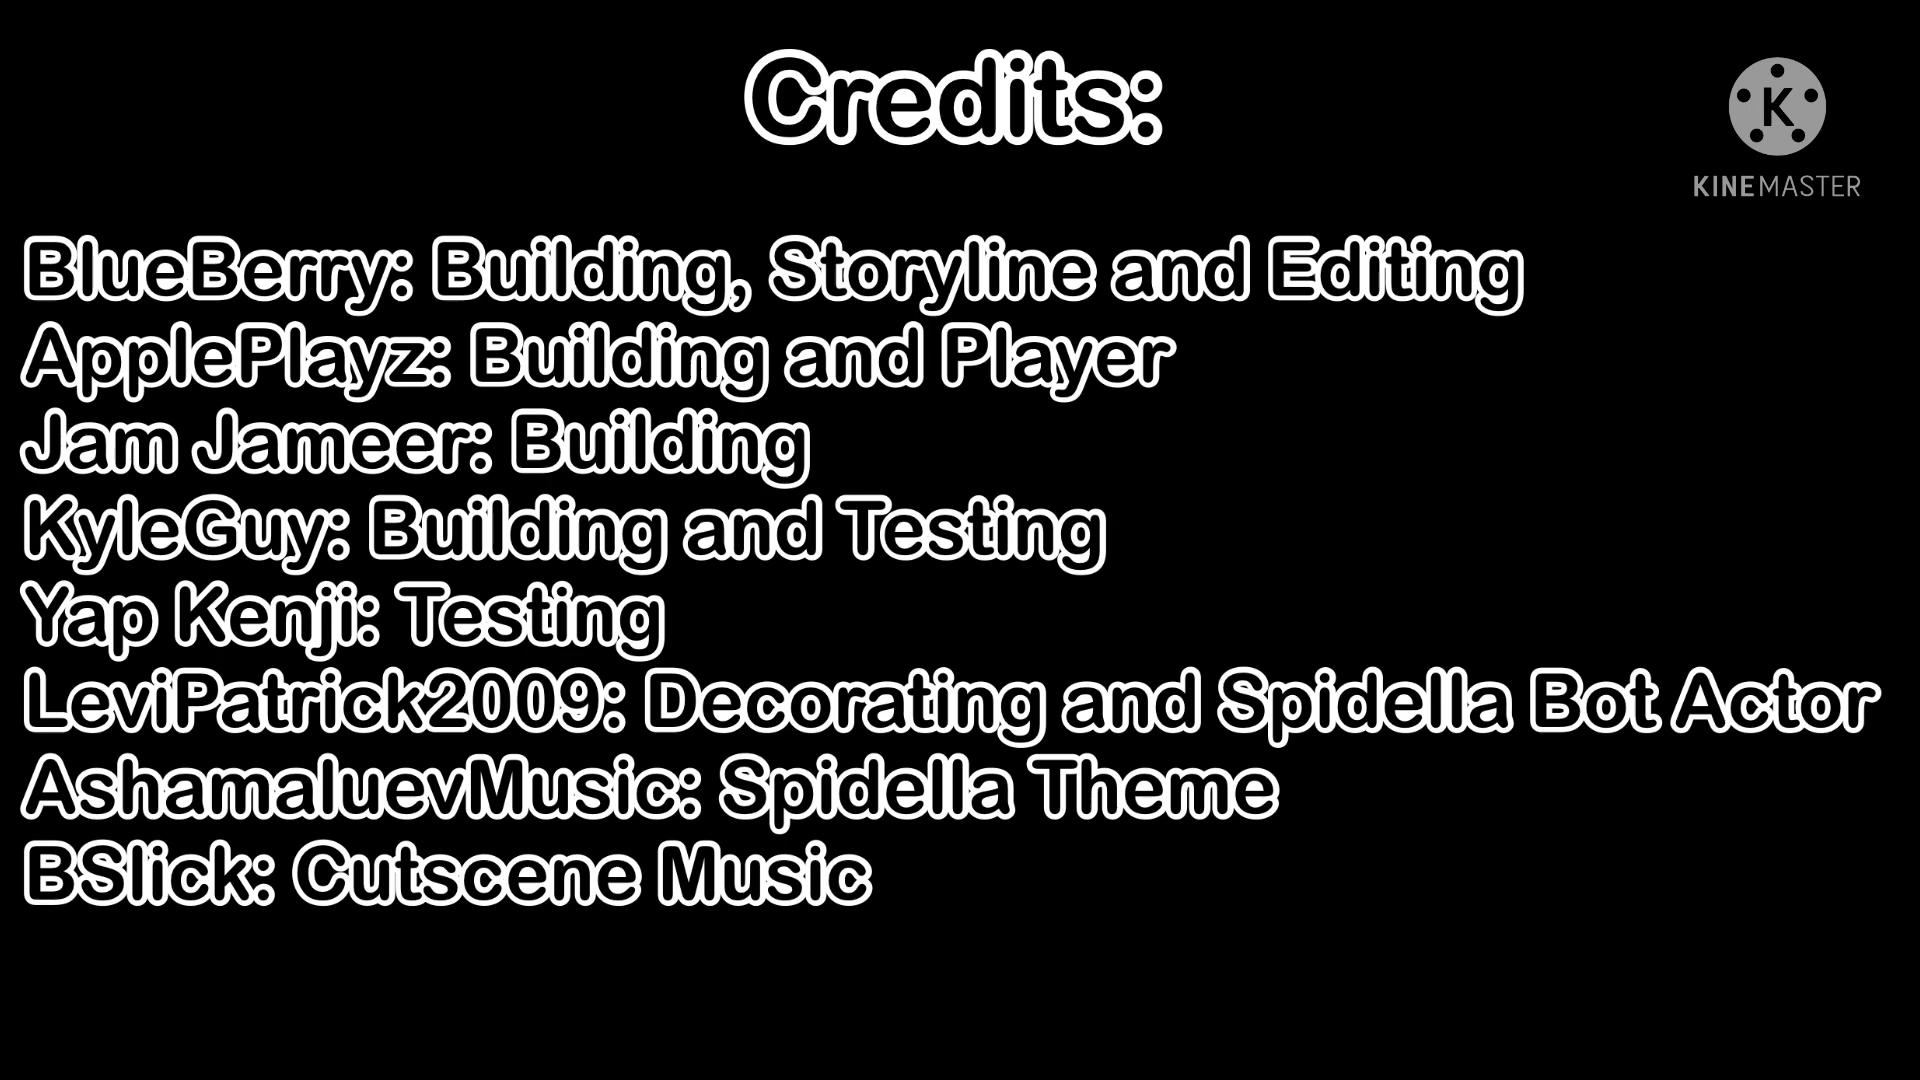 Credits:
K
KINEMASTER
BlueBerry: Building, Storyline and Editing
ApplePlayz: Building and Player
Jam Jameer: Building
KyleGuy: Building and Testing
Yap Kenji: Testing
LeviPatrick2009: Decorating and Spidella Bot Actor
AshamaluevMusic: Spidella Theme
BSlick: Cutscene Music